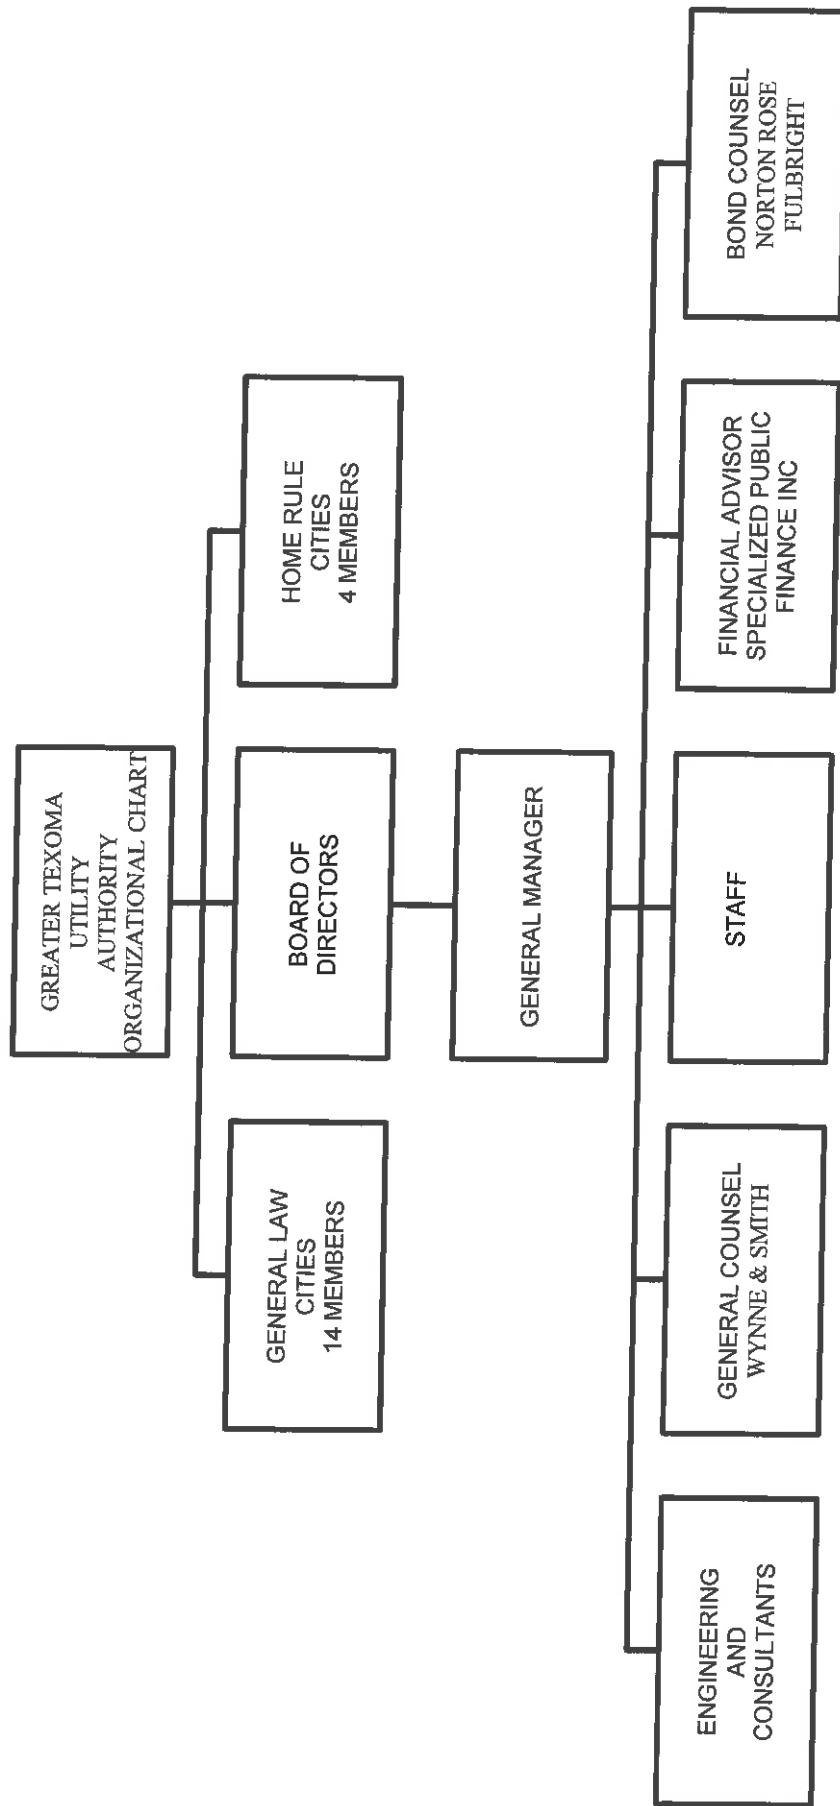 GREATER TEXOMA
UTILITY
AUTHORITY
ORGANIZATIONAL CHART
GENERAL LAW
CITIES
14 MEMBERS
BOARD OF
DIRECTORS
HOME RULE
CITIES
4 MEMBERS
GENERAL MANAGER
ENGINEERING
AND
CONSULTANTS
GENERAL COUNSEL
WYNNE & SMITH
STAFF
FINANCIAL ADVISOR
SPECIALIZED PUBLIC
FINANCE INC
BOND COUNSEL
NORTON ROSE
FULBRIGHT